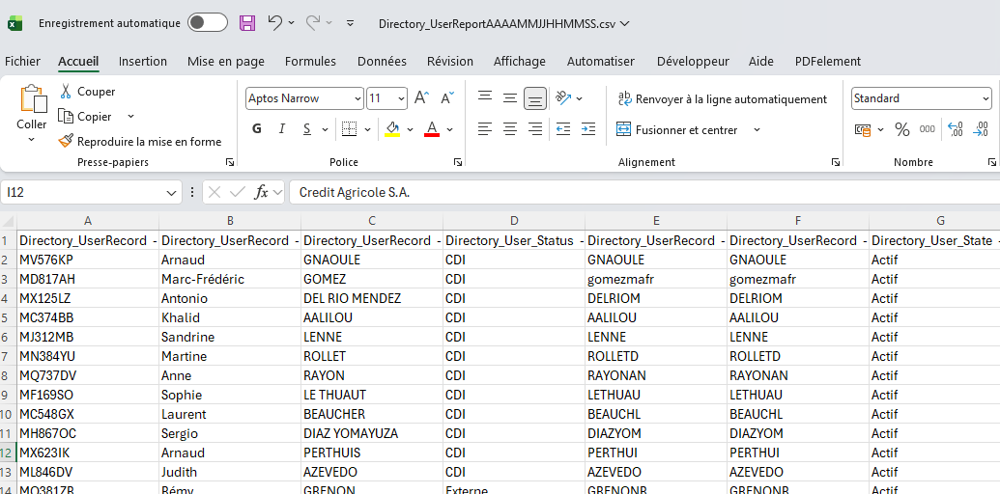 Enregistrement automatique Directory_UserReportAAAAMMJJHHMMSS.csv
Fichier Accueil Insertion Mise en page Formules Données Révision Affichage Automatiser Développeur Aide PDFelement
Coller Couper Copier Reproduire la mise en forme
Presse-papiers
Aptos Narrow 11
G I S A
Police
ab Renvoyer à la ligne automatiquement
Fusionner et centrer
Alignement
Standard
% 000
Nombre
I12 fx Credit Agricole S.A.
A B C D E F G
1 Directory_UserRecord - Directory_UserRecord - Directory_UserRecord - Directory_User_Status - Directory_UserRecord - Directory_UserRecord - Directory_User_State -
2 MV576KP Arnaud GNAOULE CDI GNAOULE GNAOULE Actif
3 MD817AH Marc-Frédéric GOMEZ CDI gomezmafr gomezmafr Actif
4 MX125LZ Antonio DEL RIO MENDEZ CDI DELRIOM DELRIOM Actif
5 MC374BB Khalid AALILOU CDI AALILOU AALILOU Actif
6 MJ312MB Sandrine LENNE CDI LENNE LENNE Actif
7 MN384YU Martine ROLLET CDI ROLLETD ROLLETD Actif
8 MQ737DV Anne RAYON CDI RAYONAN RAYONAN Actif
9 MF169SO Sophie LE THUAUT CDI LETHUAU LETHUAU Actif
10 MC548GX Laurent BEAUCHER CDI BEAUCHL BEAUCHL Actif
11 MH867OC Sergio DIAZ YOMAYUZA CDI DIAZYOM DIAZYOM Actif
12 MX623IK Arnaud PERTHUIS CDI PERTHUI PERTHUI Actif
13 ML846DV Judith AZEVEDO CDI AZEVEDO AZEVEDO Actif
14 Rémy GRENON Externe GRENONR GRENONR Actif